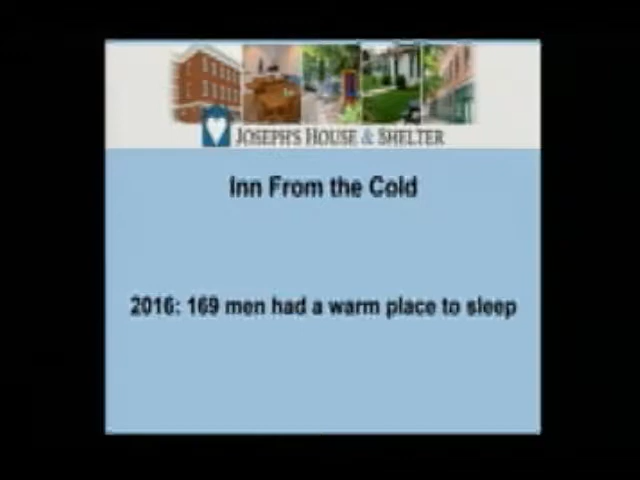 JOSEPH'S HOUSE & SHELTER
Inn From the Cold
2016: 169 men had a warm place to sleep